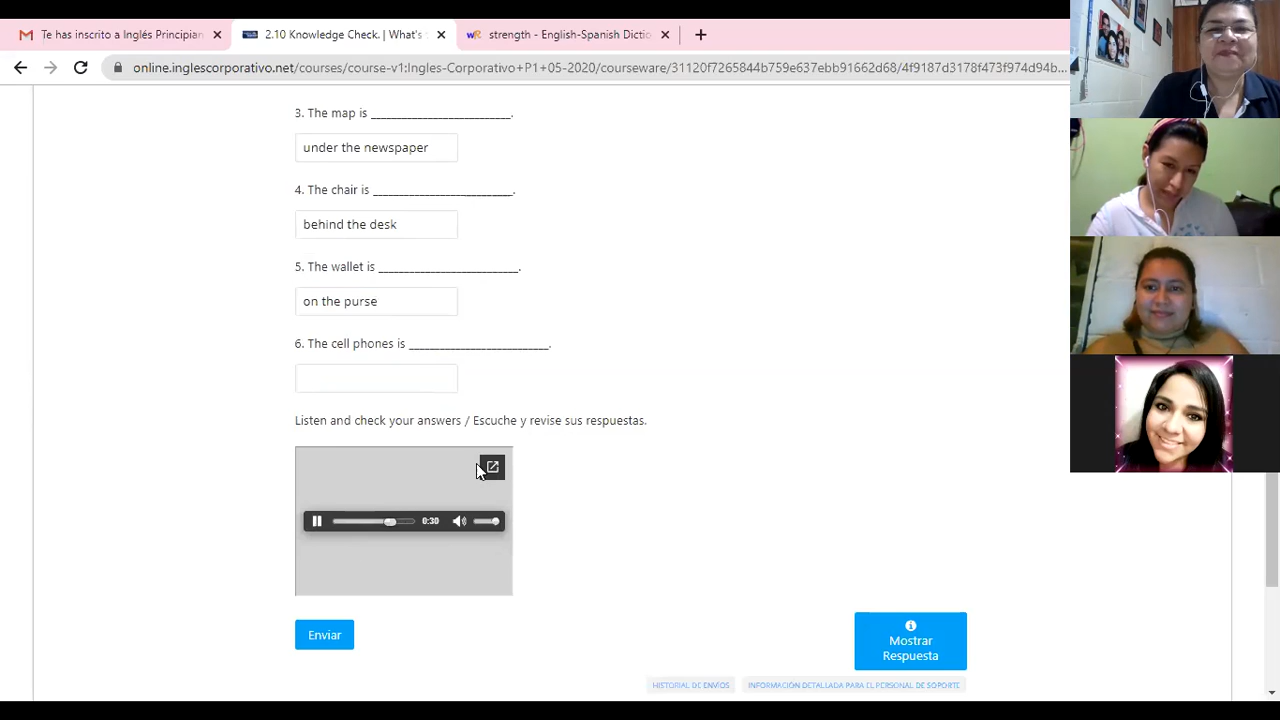 Te has inscrito a Inglés Principian
2.10 Knowledge Check. | What's
strength - English-Spanish Dictio
online.inglescorporativo.net/courses/course-v1:Ingles-Corporativo+P1+05-2020/courseware/31120f7265844b759e637ebb91662d68/4f9187d3178f473f974d94b...
3. The map is _________________________.
under the newspaper
4. The chair is _________________________.
behind the desk
5. The wallet is _________________________.
on the purse
6. The cell phones is _________________________.
Listen and check your answers / Escuche y revise sus respuestas.
0:30
Enviar
Mostrar
Respuesta
HISTORIAL DE ENVÍOS
INFORMACIÓN DETALLADA PARA EL PERSONAL DE SOPORTE